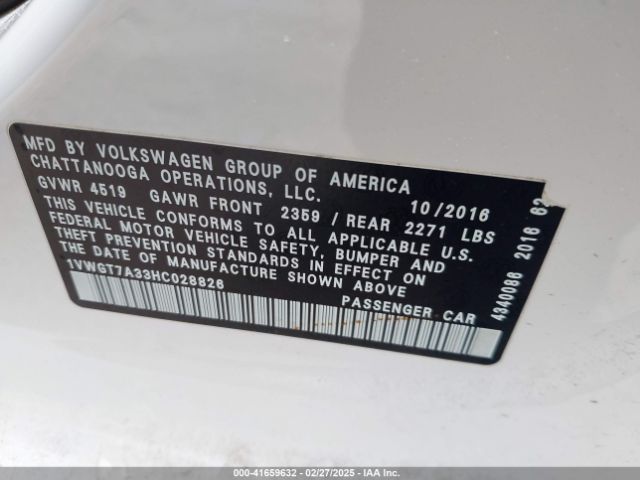 MFD BY VOLKSWAGEN GROUP OF AMERICA
CHATTANOOGA OPERATIONS, LLC.
GVWR 4519 GAWR FRONT 2359 / REAR 2271 LBS
10/2016
THIS VEHICLE CONFORMS TO ALL APPLICABLE U.S.
FEDERAL MOTOR VEHICLE SAFETY, BUMPER AND
THEFT PREVENTION STANDARDS IN EFFECT ON
THE DATE OF MANUFACTURE SHOWN ABOVE
1VWGT7A33HC028826
PASSENGER CAR
4340086 2016 62
000-41659632 / 02/27/2025 / IAA Inc.